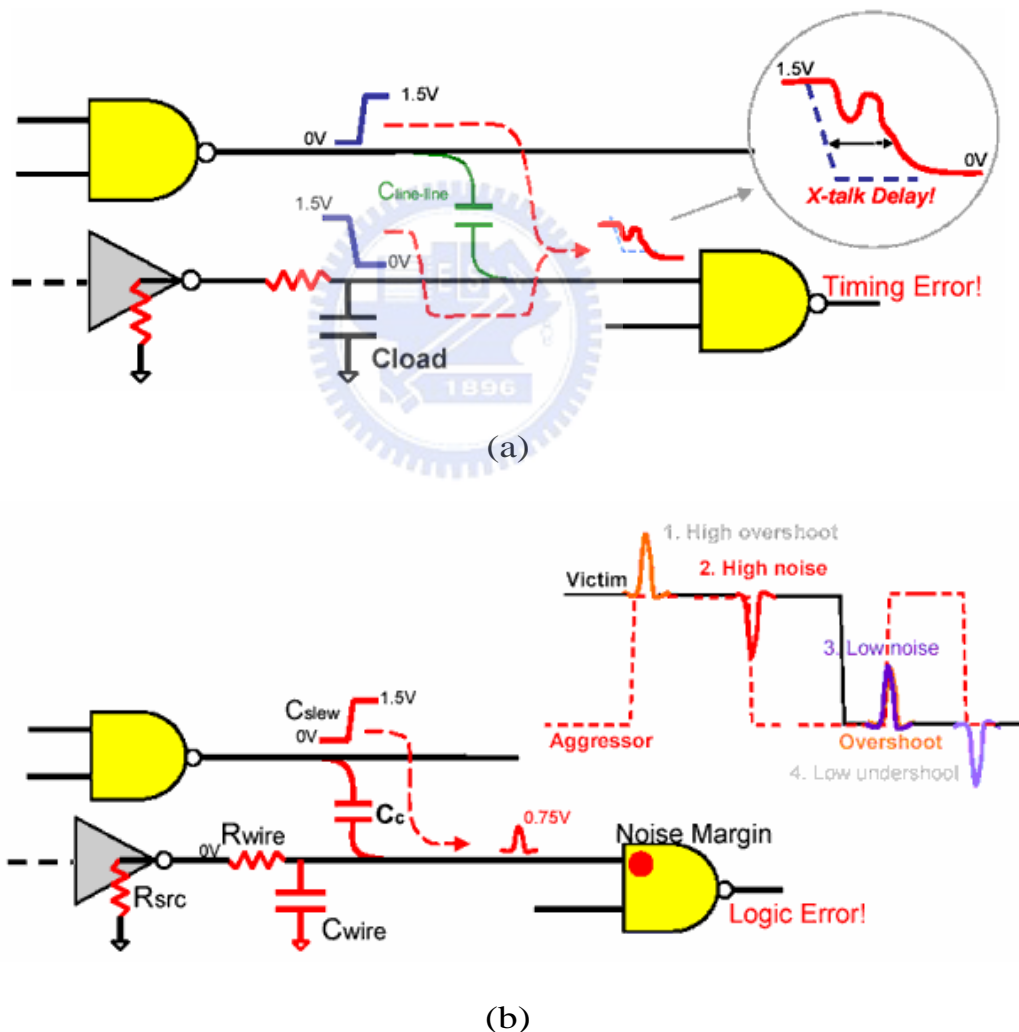 1.5V
0V
X-talk Delay!
1.5V
0V
Cline-line
1.5V
0V
Timing Error!
Cload
1896
(a)
1. High overshoot
Victim
2. High noise
3. Low noise
Aggressor
Overshoot
4. Low undershool
Cslew
1.5V
0V
Cc
0.75V
Noise Margin
Rwire
0V
Rsrc
Cwire
Logic Error!
(b)